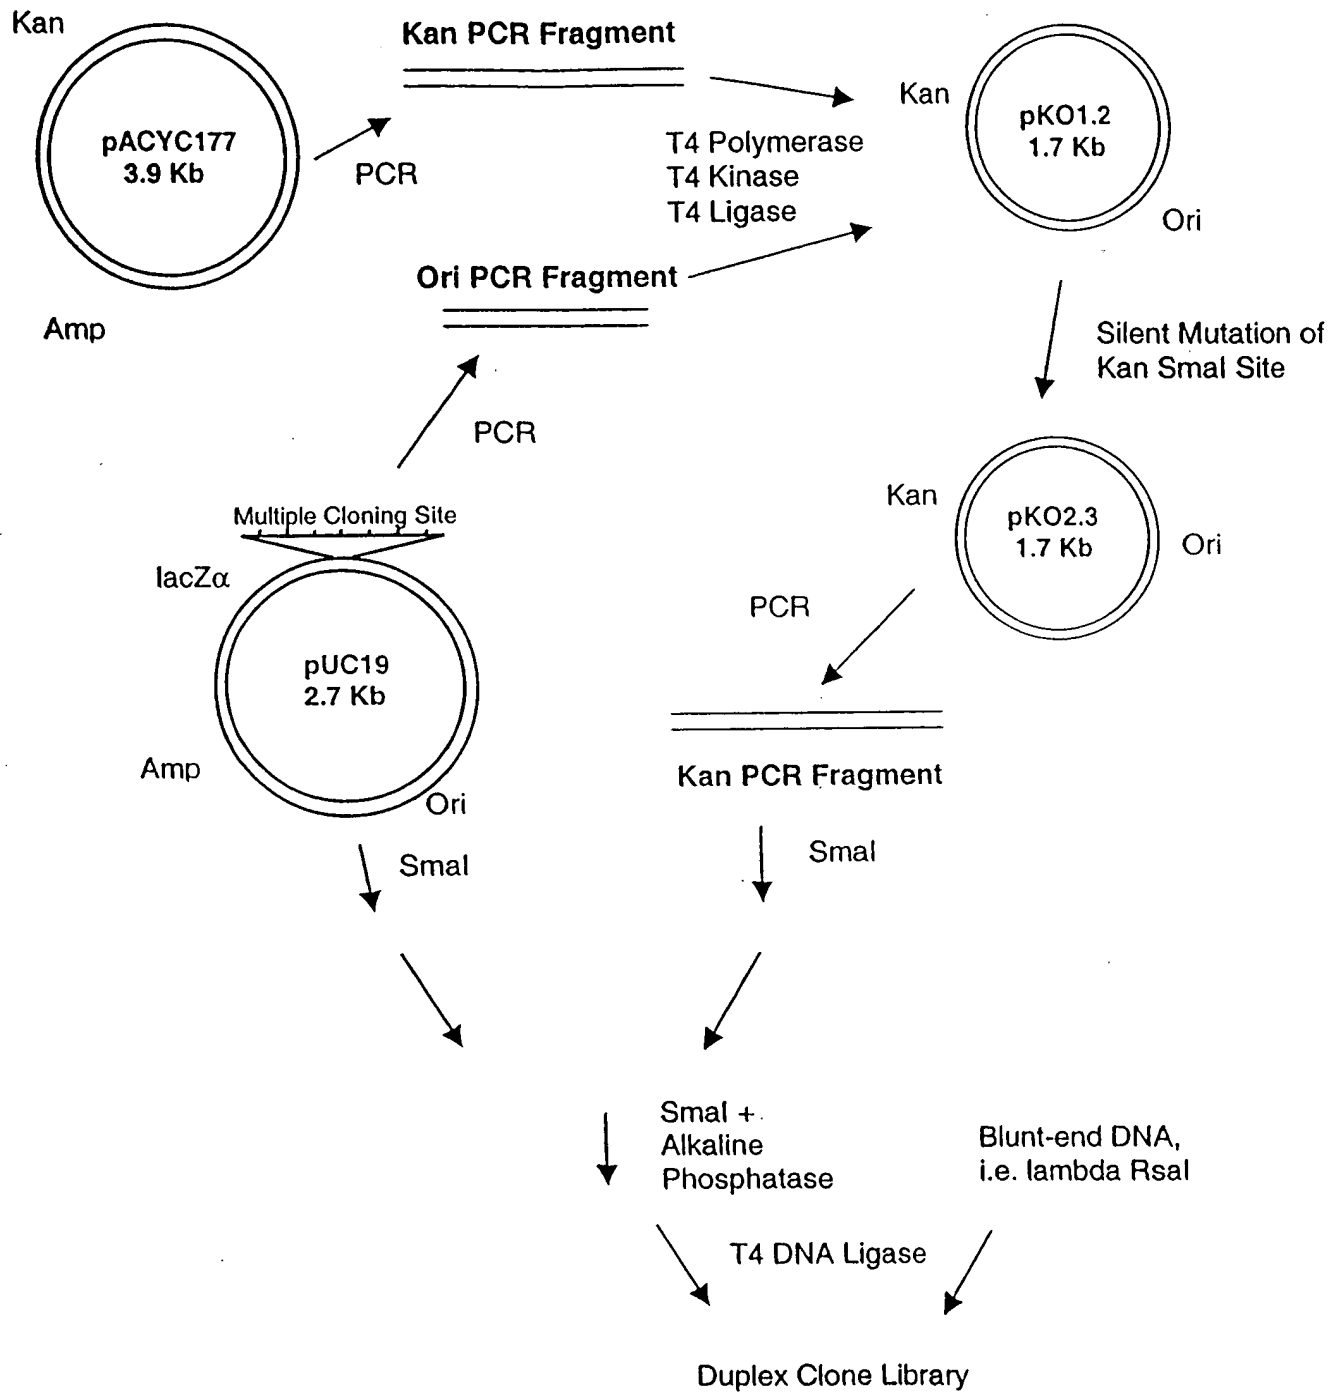 Kan
pACYC177
3.9 Kb
Amp
PCR
Kan PCR Fragment
T4 Polymerase
T4 Kinase
T4 Ligase
Kan
pKO1.2
1.7 Kb
Ori
Ori PCR Fragment
PCR
Silent Mutation of
Kan SmaI Site
Multiple Cloning Site
lacZα
pUC19
2.7 Kb
Amp
Ori
SmaI
Kan
pKO2.3
1.7 Kb
Ori
PCR
Kan PCR Fragment
SmaI
SmaI +
Alkaline
Phosphatase
Blunt-end DNA,
i.e. lambda RsaI
T4 DNA Ligase
Duplex Clone Library